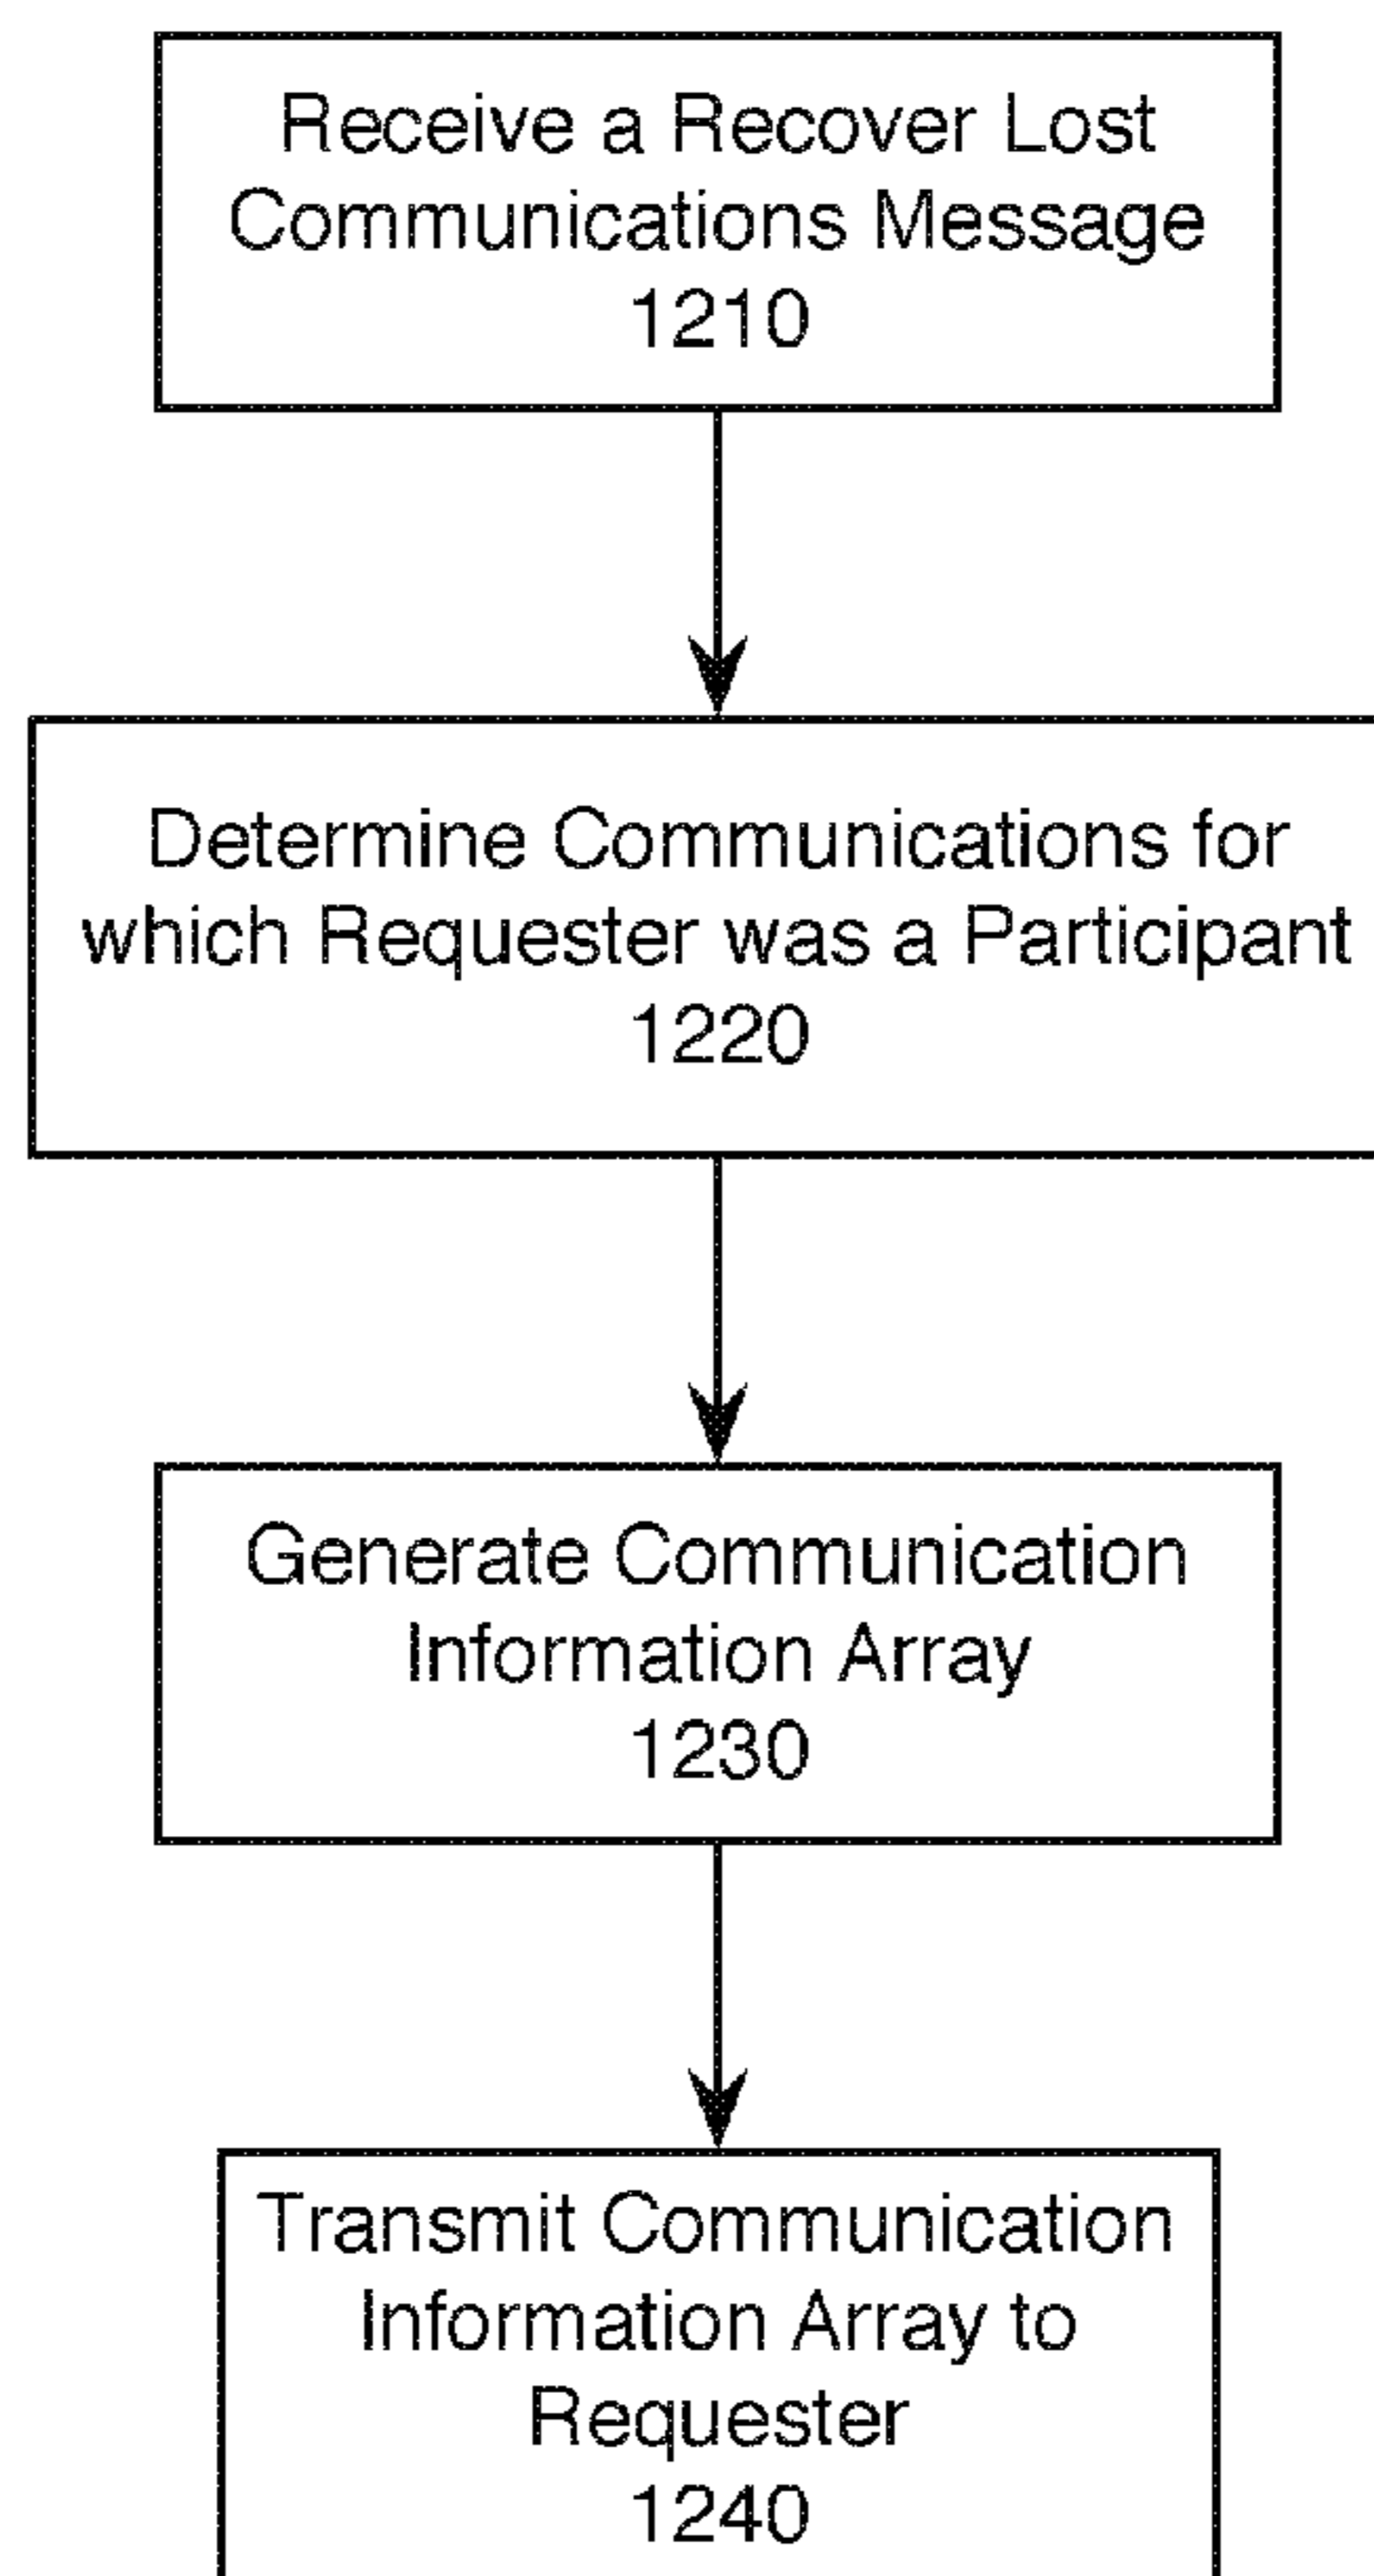 Receive a Recover Lost
Communications Message
1210
Determine Communications for
which Requester was a Participant
1220
Generate Communication
Information Array
1230
Transmit Communication
Information Array to
Requester
1240